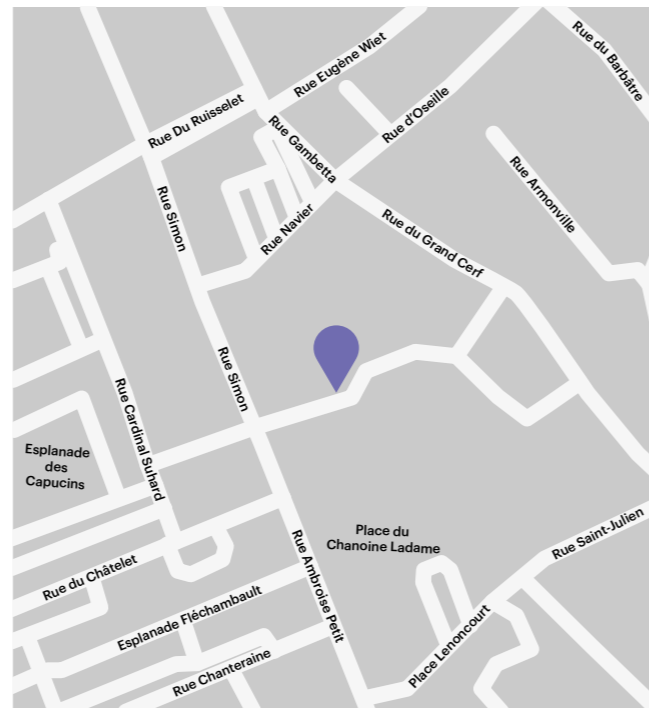 Rue Eugène Wiet
Rue du Barbâtre
Rue Du Ruisselet
Rue d'Oseille
Rue Gambetta
Rue Armonville
Rue Simon
Rue Navier
Rue du Grand Cerf
Rue Simon
Rue Cardinal Suhard
Esplanade
des
Capucins
Place du
Chanoine Ladame
Rue Saint-Julien
Rue du Châtelet
Rue Ambroise Petit
Esplanade Fléchambault
Place Lenoncourt
Rue Chanteraine